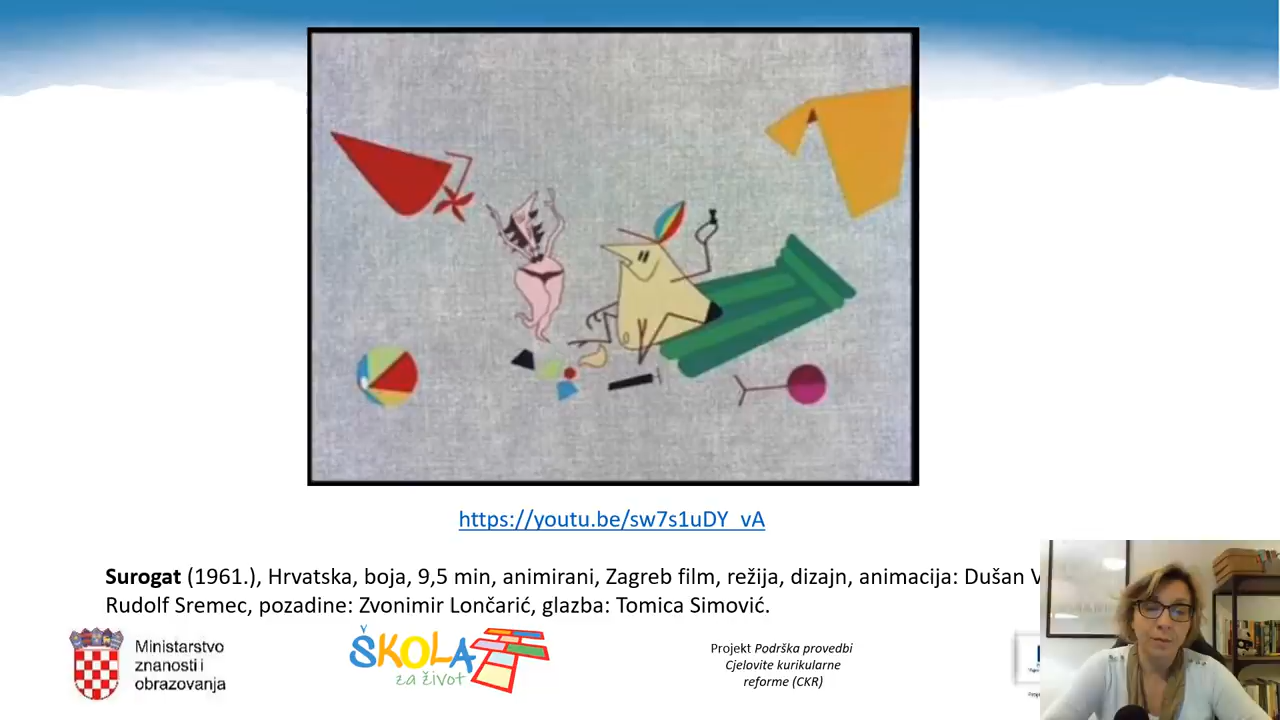 https://youtu.be/sw7s1uDY_vA
Surogat (1961.), Hrvatska, boja, 9,5 min, animirani, Zagreb film, režija, dizajn, animacija: Dušan V
Rudolf Sremec, pozadine: Zvonimir Lončarić, glazba: Tomica Simović.
Ministarstvo
znanosti i
obrazovanja
ŠKOLA
za život
Projekt Podrška provedbi
Cjelovite kurikularne
reforme (CKR)